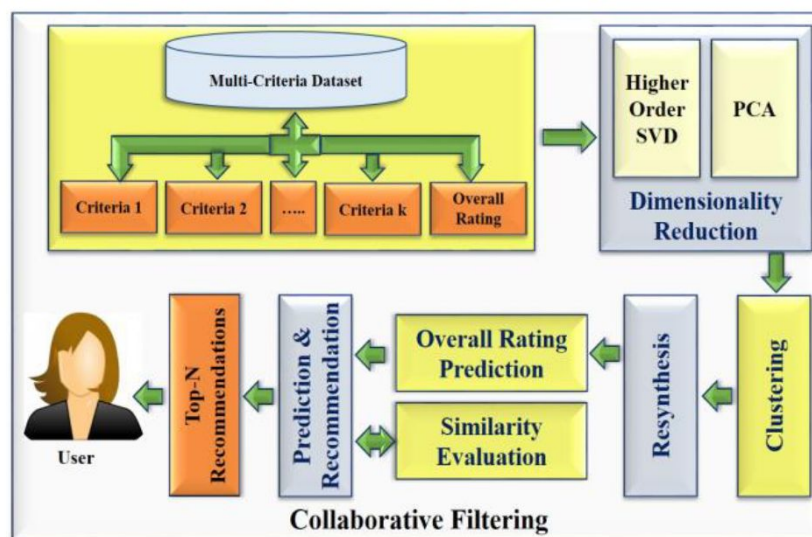 Multi-Criteria Dataset
Criteria 1
Criteria 2
…..
Criteria k
Overall
Rating
Higher
Order
SVD
PCA
Dimensionality
Reduction
Clustering
Resynthesis
Overall Rating
Prediction
Similarity
Evaluation
Prediction &
Recommendation
Top-N
Recommendations
User
Collaborative Filtering